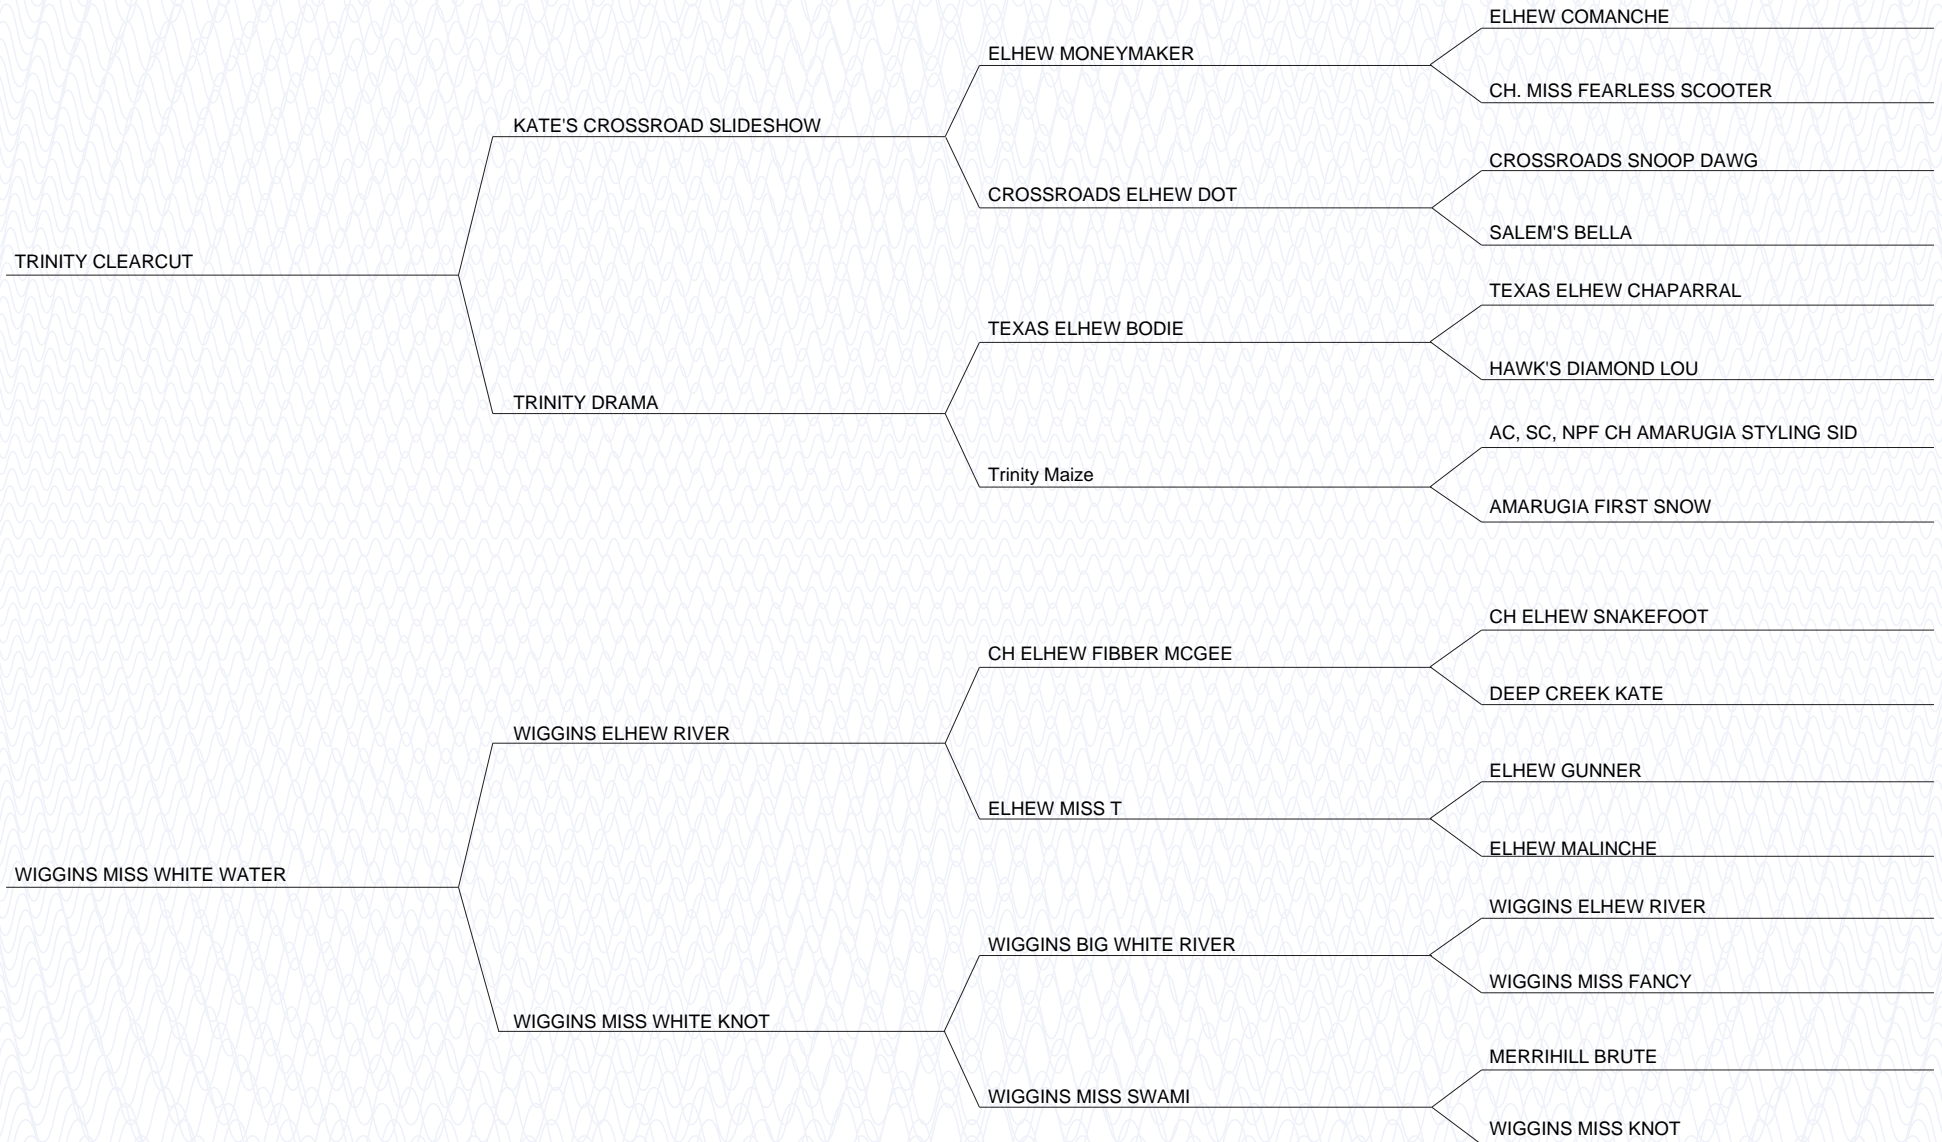 ELHEW COMANCHE
ELHEW MONEYMAKER
CH. MISS FEARLESS SCOOTER
KATE'S CROSSROAD SLIDESHOW
CROSSROADS SNOOP DAWG
CROSSROADS ELHEW DOT
SALEM'S BELLA
TRINITY CLEARCUT
TEXAS ELHEW CHAPARRAL
TEXAS ELHEW BODIE
HAWK'S DIAMOND LOU
TRINITY DRAMA
AC, SC, NPF CH AMARUGIA STYLING SID
Trinity Maize
AMARUGIA FIRST SNOW
CH ELHEW SNAKEFOOT
CH ELHEW FIBBER MCGEE
DEEP CREEK KATE
WIGGINS ELHEW RIVER
ELHEW GUNNER
ELHEW MISS T
ELHEW MALINCHE
WIGGINS MISS WHITE WATER
WIGGINS ELHEW RIVER
WIGGINS BIG WHITE RIVER
WIGGINS MISS FANCY
WIGGINS MISS WHITE KNOT
MERRIHILL BRUTE
WIGGINS MISS SWAMI
WIGGINS MISS KNOT